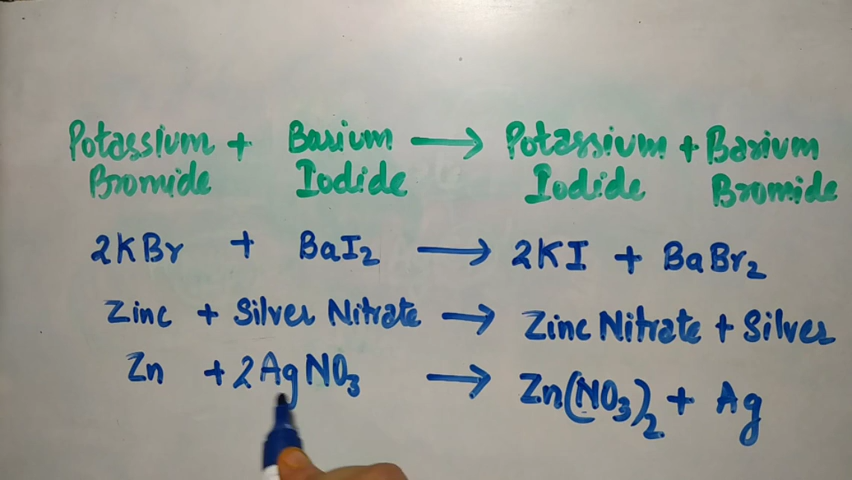 Potassium + Barium → Potassium + Barium
Bromide Iodide Iodide Bromide
2KBr + BaI₂ → 2KI + BaBr₂
Zinc + Silver Nitrate → Zinc Nitrate + Silver
Zn + 2AgNO₃ → Zn(NO₃)₂ + Ag